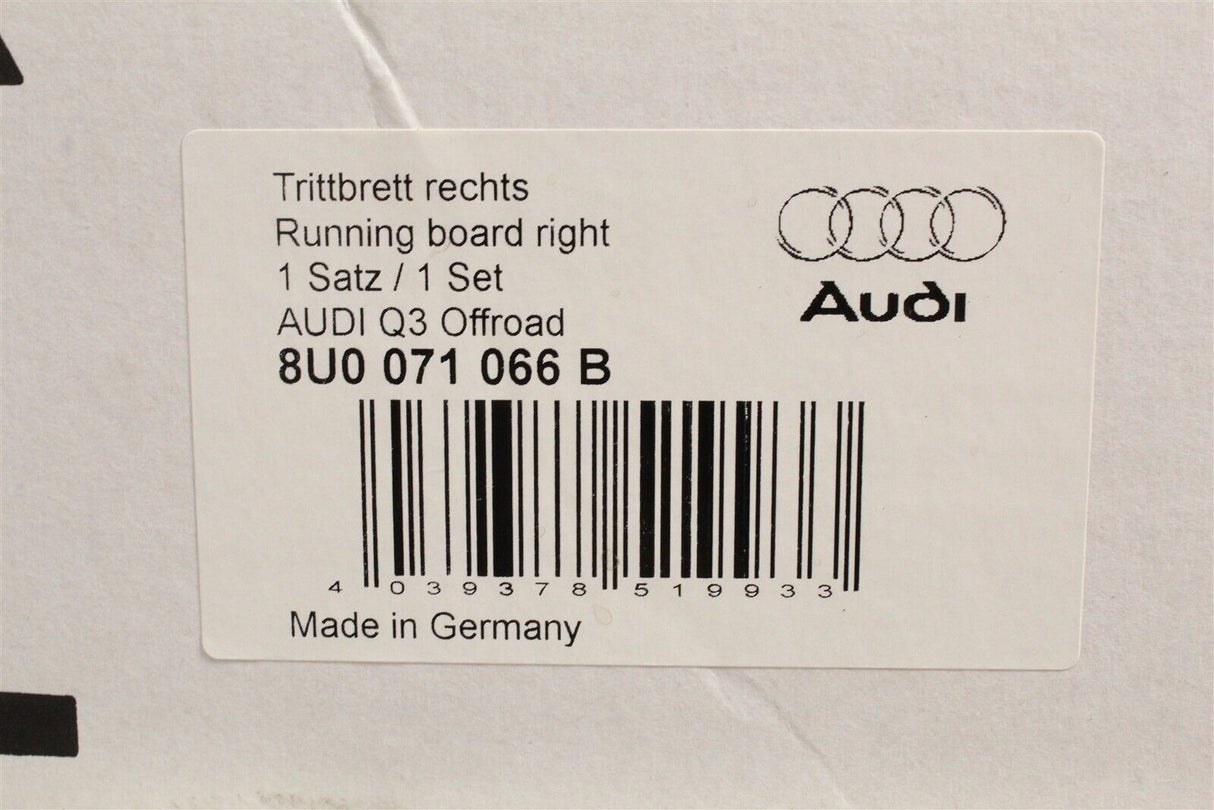 Trittbrett rechts
Running board right
1 Satz / 1 Set
AUDI Q3 Offroad
8U0 071 066 B
4 039378 519933
Made in Germany
Audi